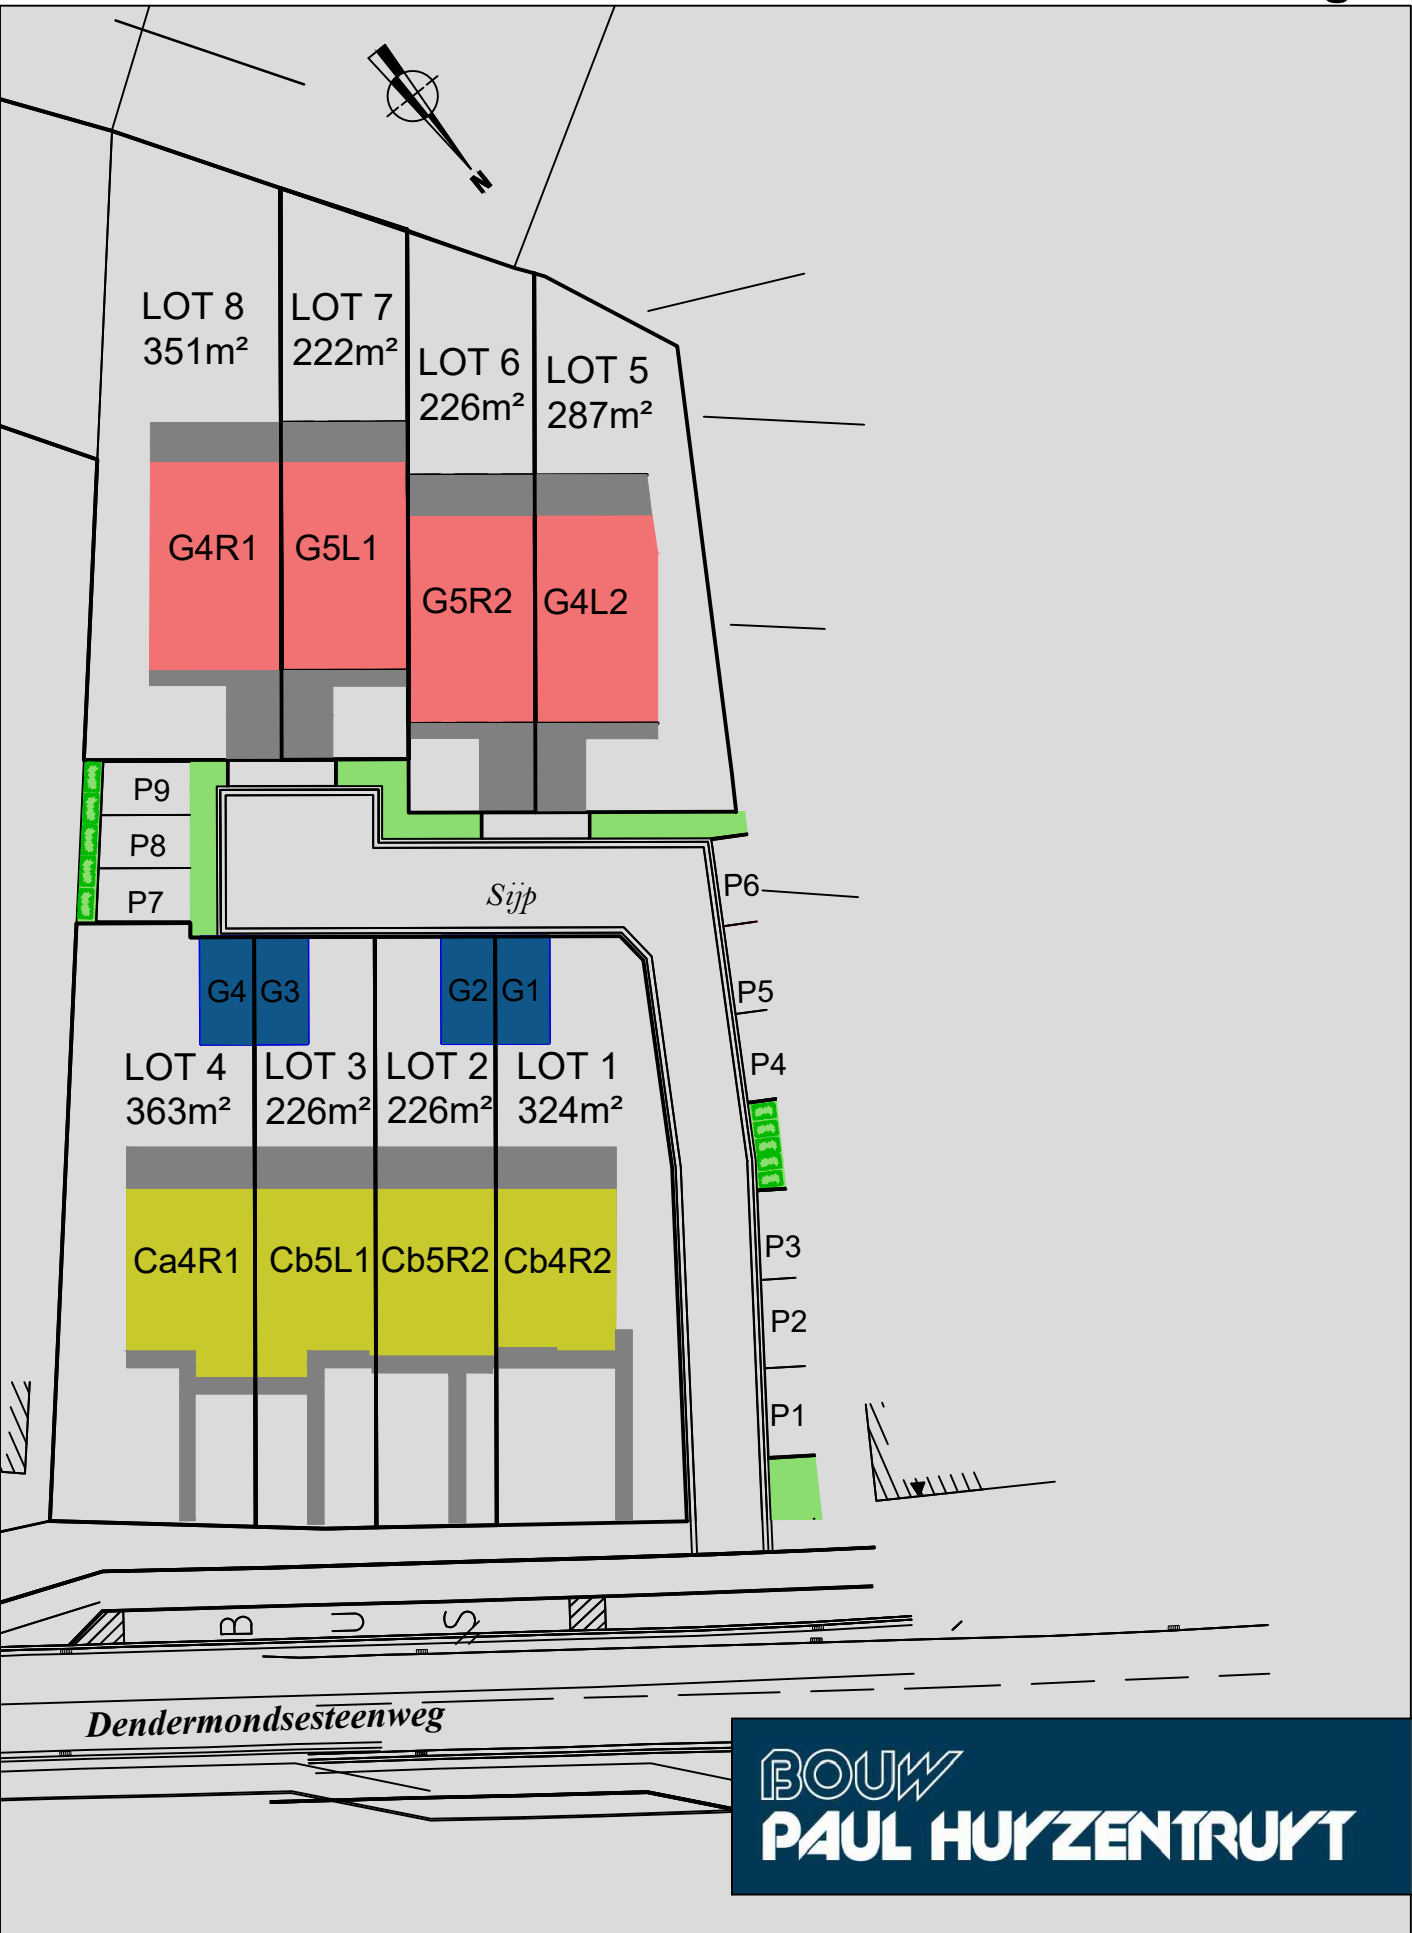 N
LOT 8
351m²
LOT 7
222m²
LOT 6
226m²
LOT 5
287m²
G4R1
G5L1
G5R2
G4L2
P9
P8
P7
Sijp
P6
P5
P4
G4
G3
G2
G1
LOT 4
363m²
LOT 3
226m²
LOT 2
226m²
LOT 1
324m²
Ca4R1
Cb5L1
Cb5R2
Cb4R2
P3
P2
P1
BUS
Dendermondsesteenweg
BOUW
PAUL HUYZENTRUYT